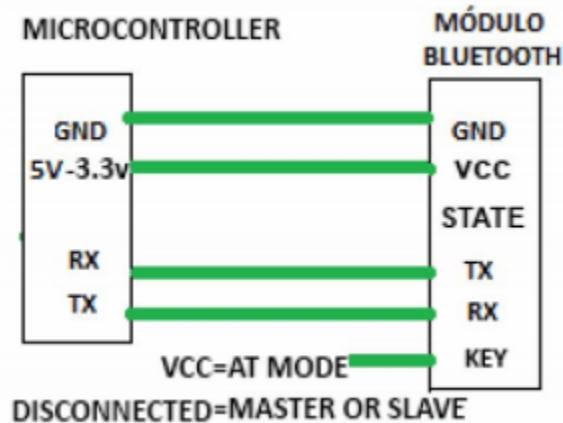 MICROCONTROLLER
MÓDULO
BLUETOOTH
GND
5V-3.3v
RX
TX
GND
VCC
STATE
TX
RX
KEY
VCC=AT MODE
DISCONNECTED=MASTER OR SLAVE